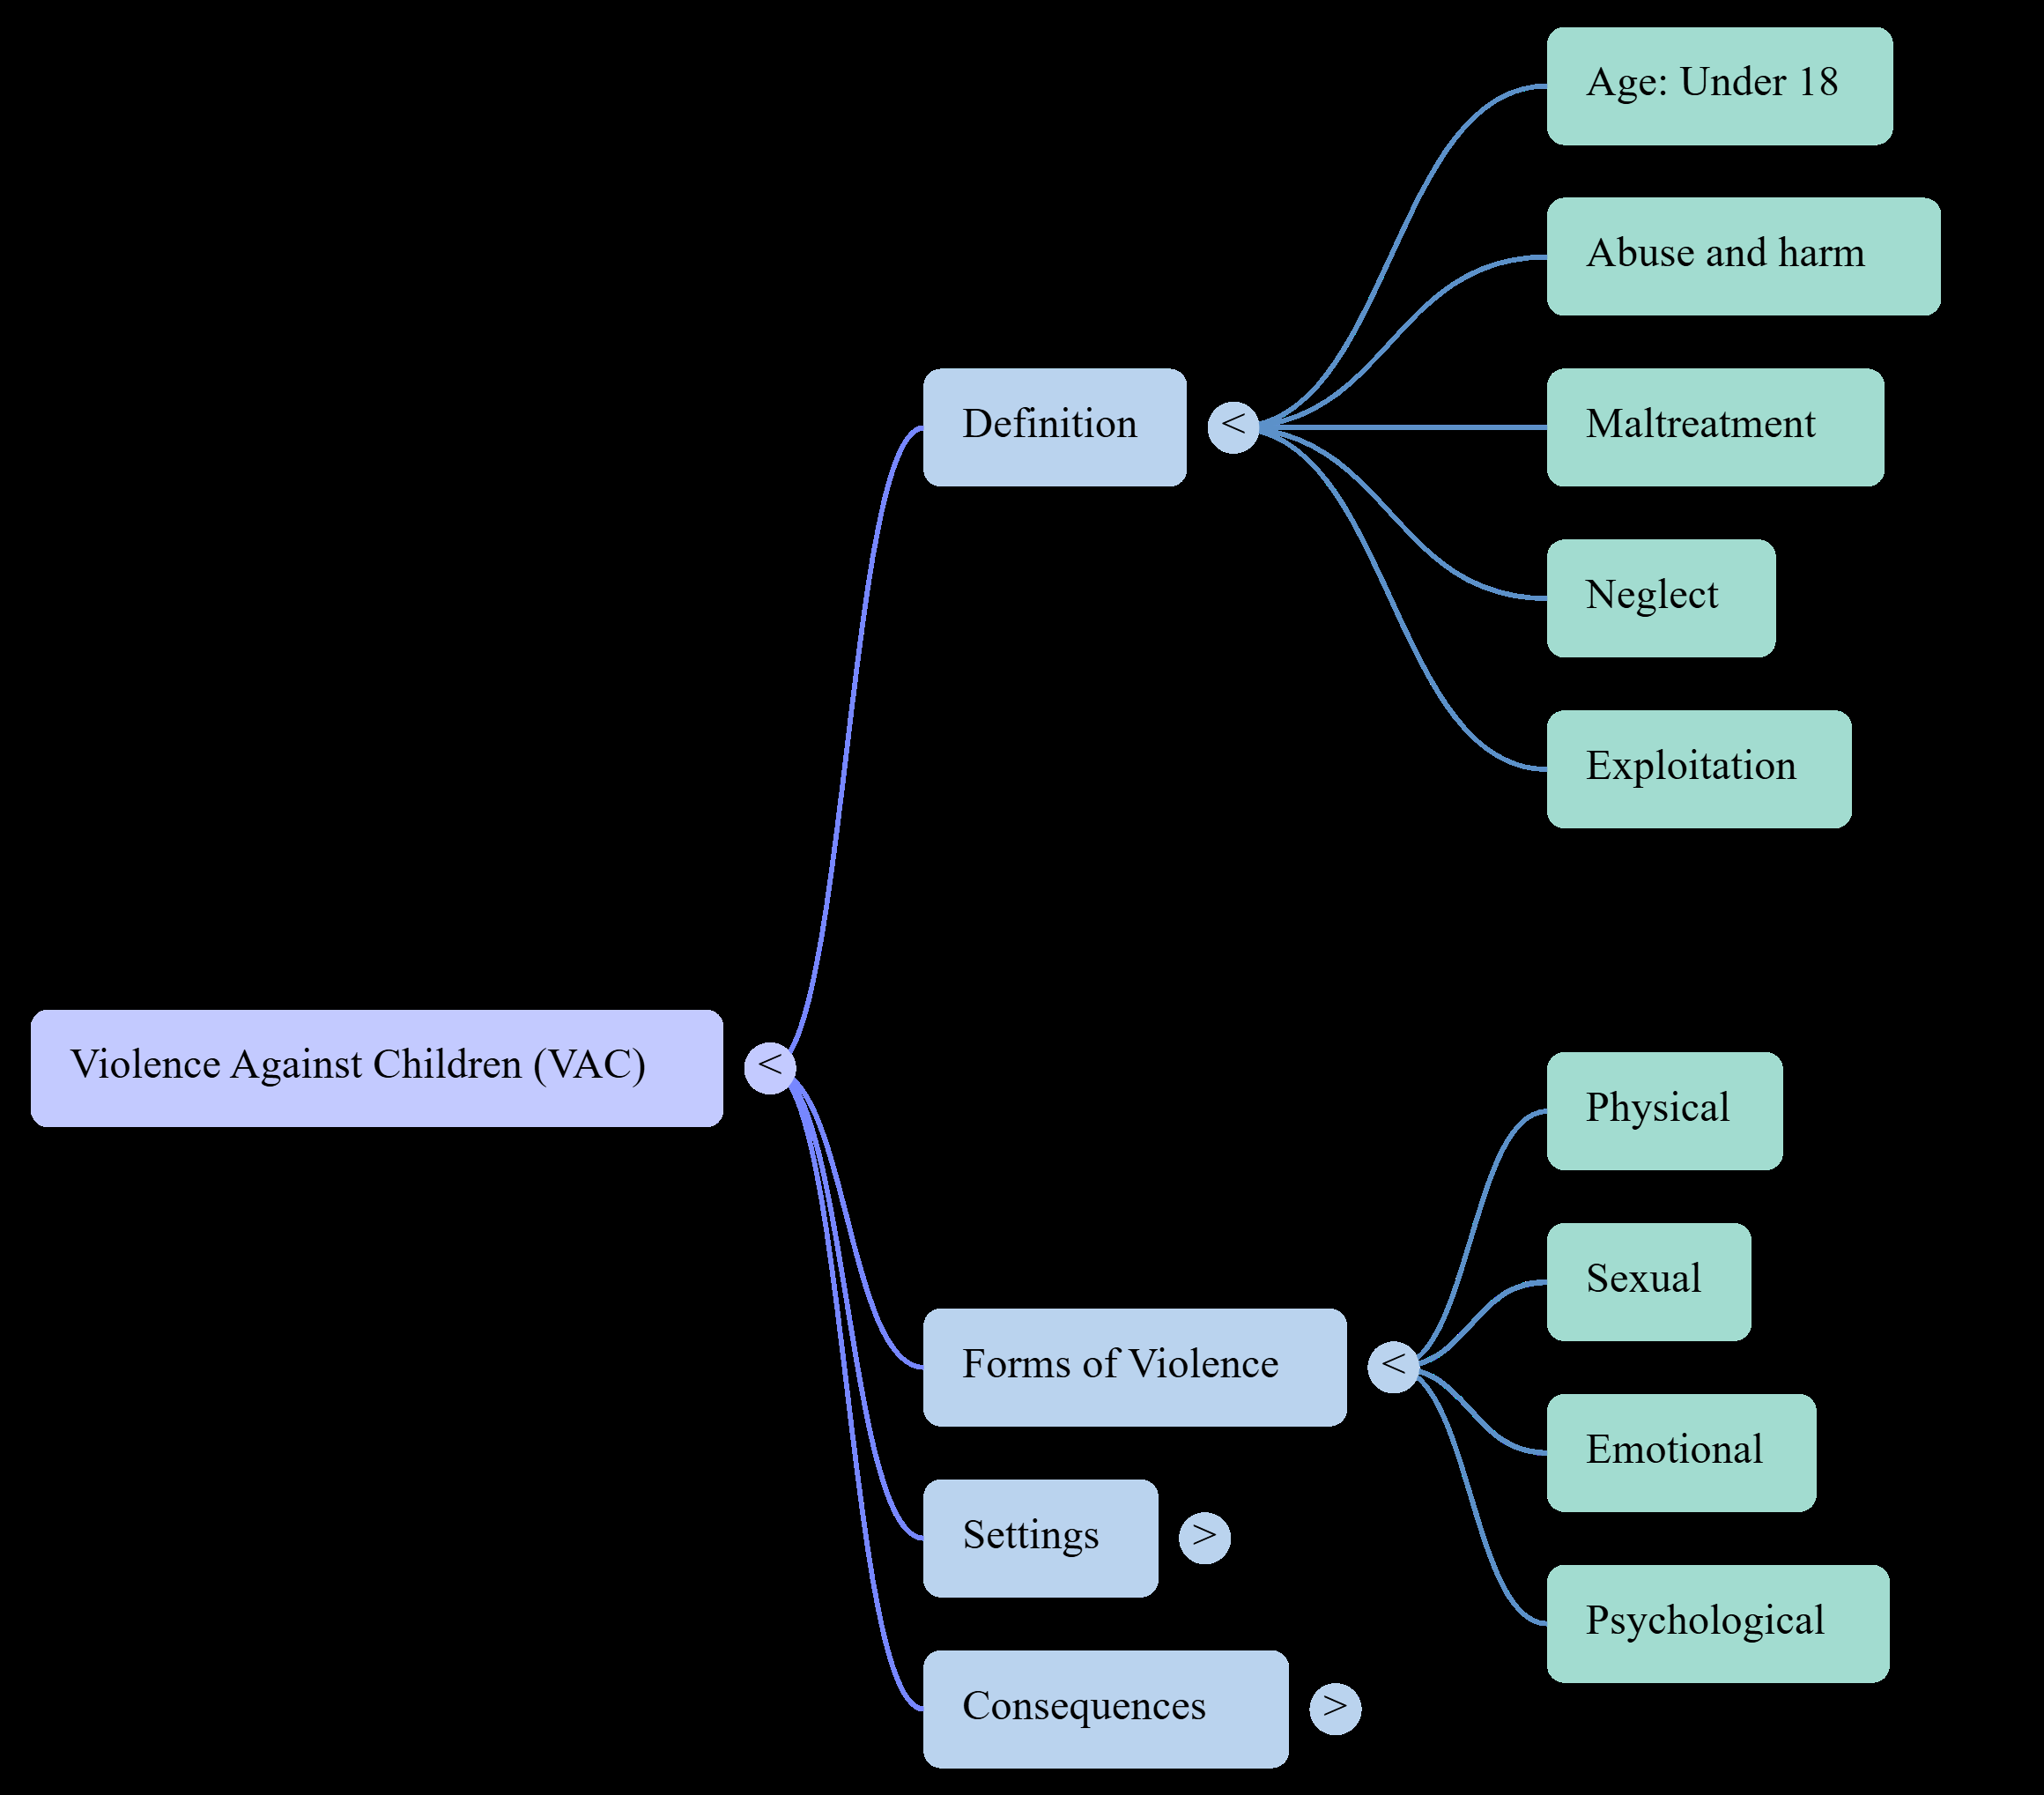 Violence Against Children (VAC)
<
Definition
<
Age: Under 18
Abuse and harm
Maltreatment
Neglect
Exploitation
Forms of Violence
<
Physical
Sexual
Emotional
Psychological
Settings
>
Consequences
>